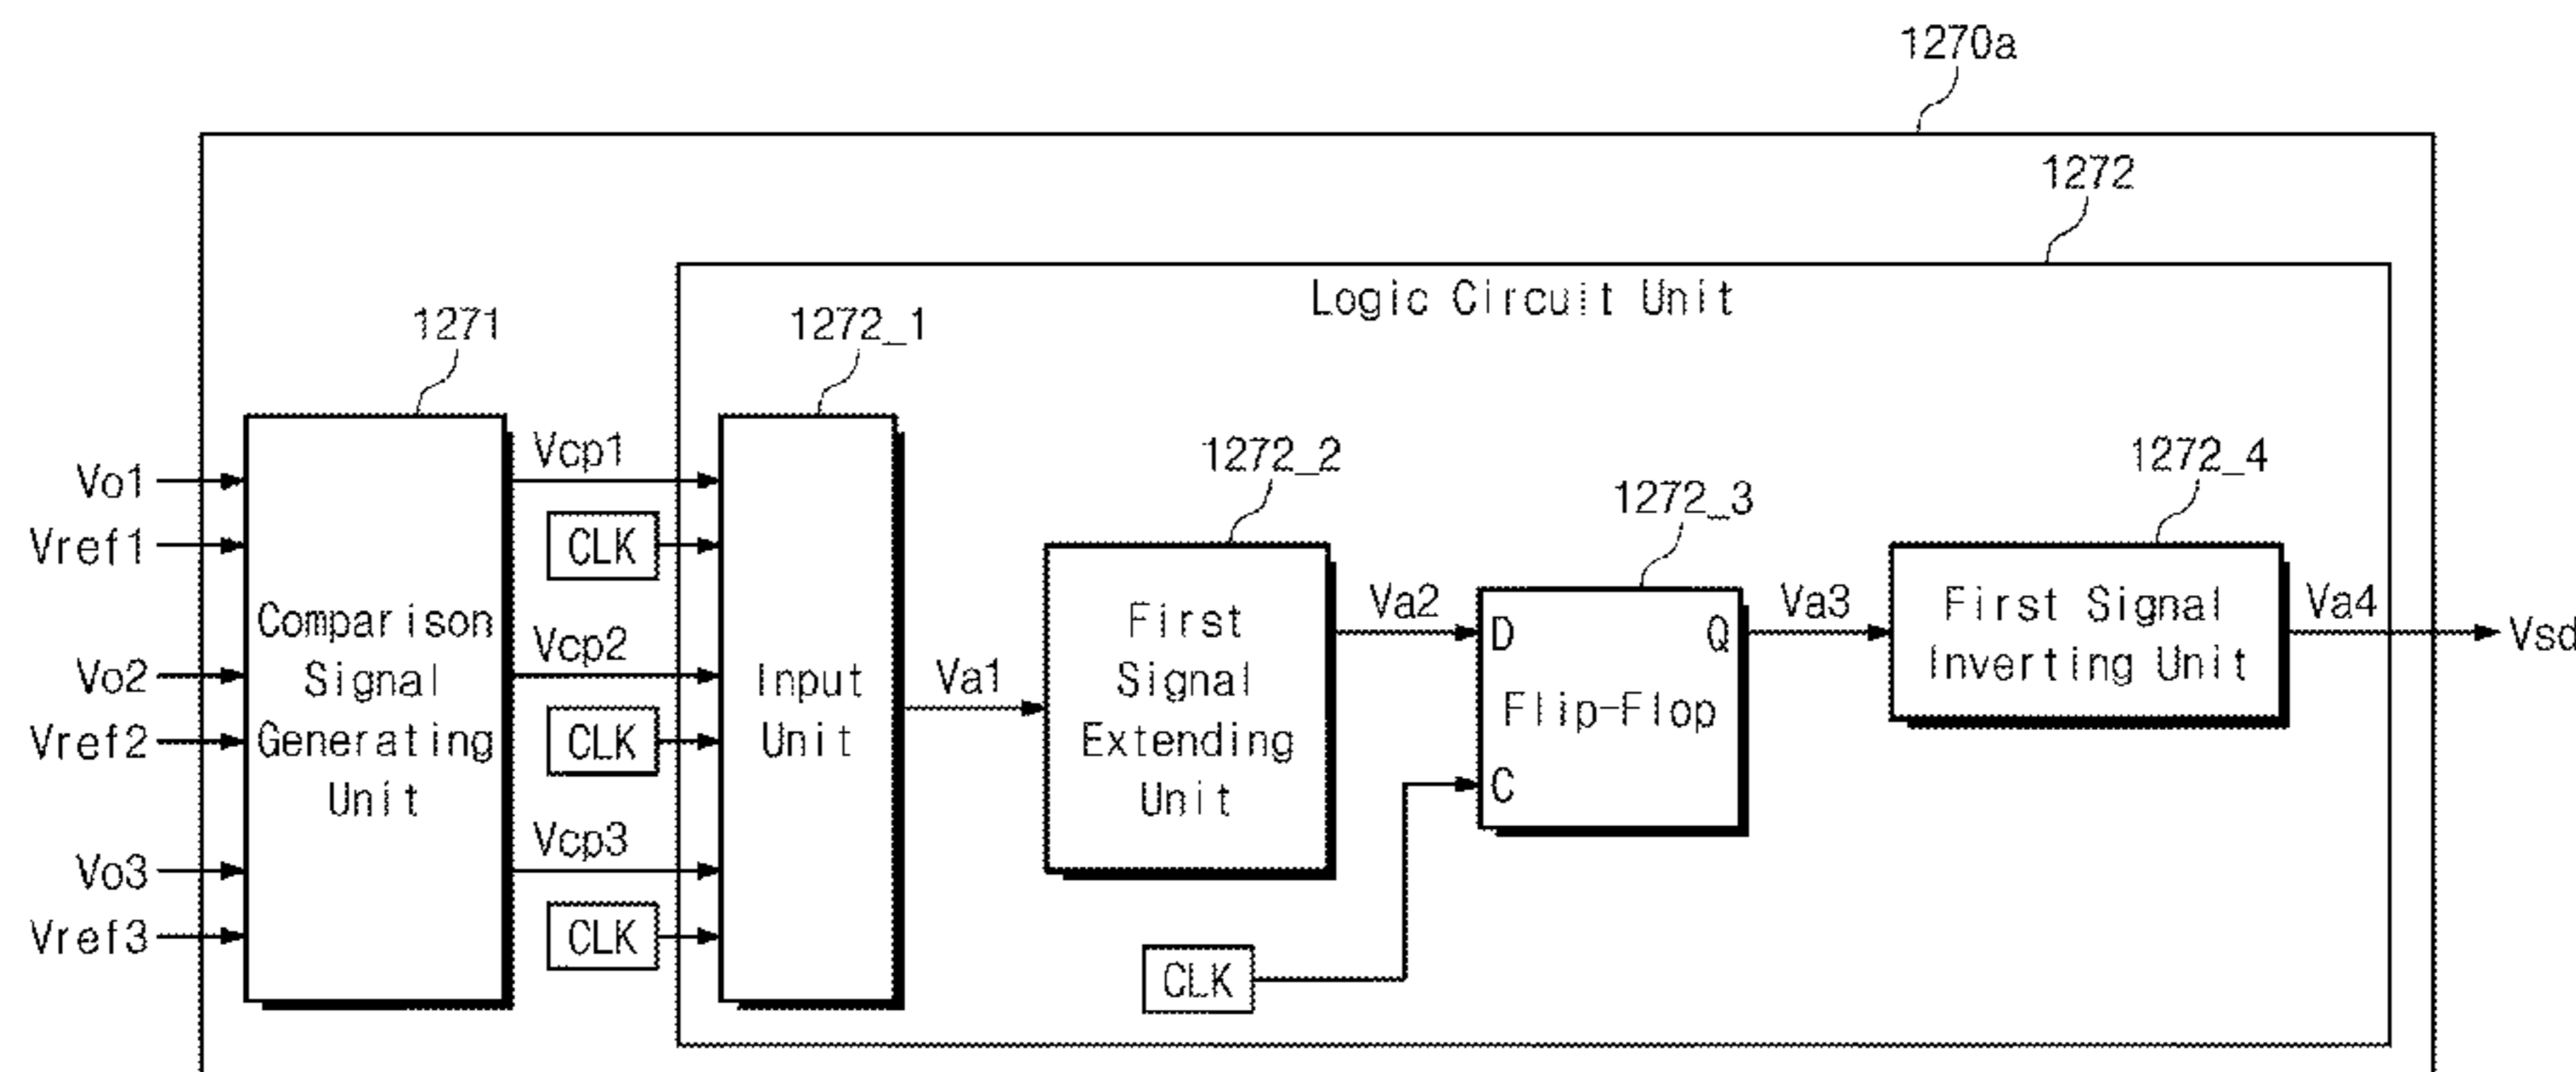 1270a
1272
Logic Circuit Unit
1271
1272_1
1272_2
1272_3
1272_4
Vo1
Vref1
Vo2
Vref2
Vo3
Vref3
Comparison
Signal
Generating
Unit
Vcp1
CLK
Vcp2
CLK
Vcp3
CLK
Input
Unit
Va1
First
Signal
Extending
Unit
Va2
D
Q
Flip-Flop
C
CLK
Va3
First Signal
Inverting Unit
Va4
Vsd